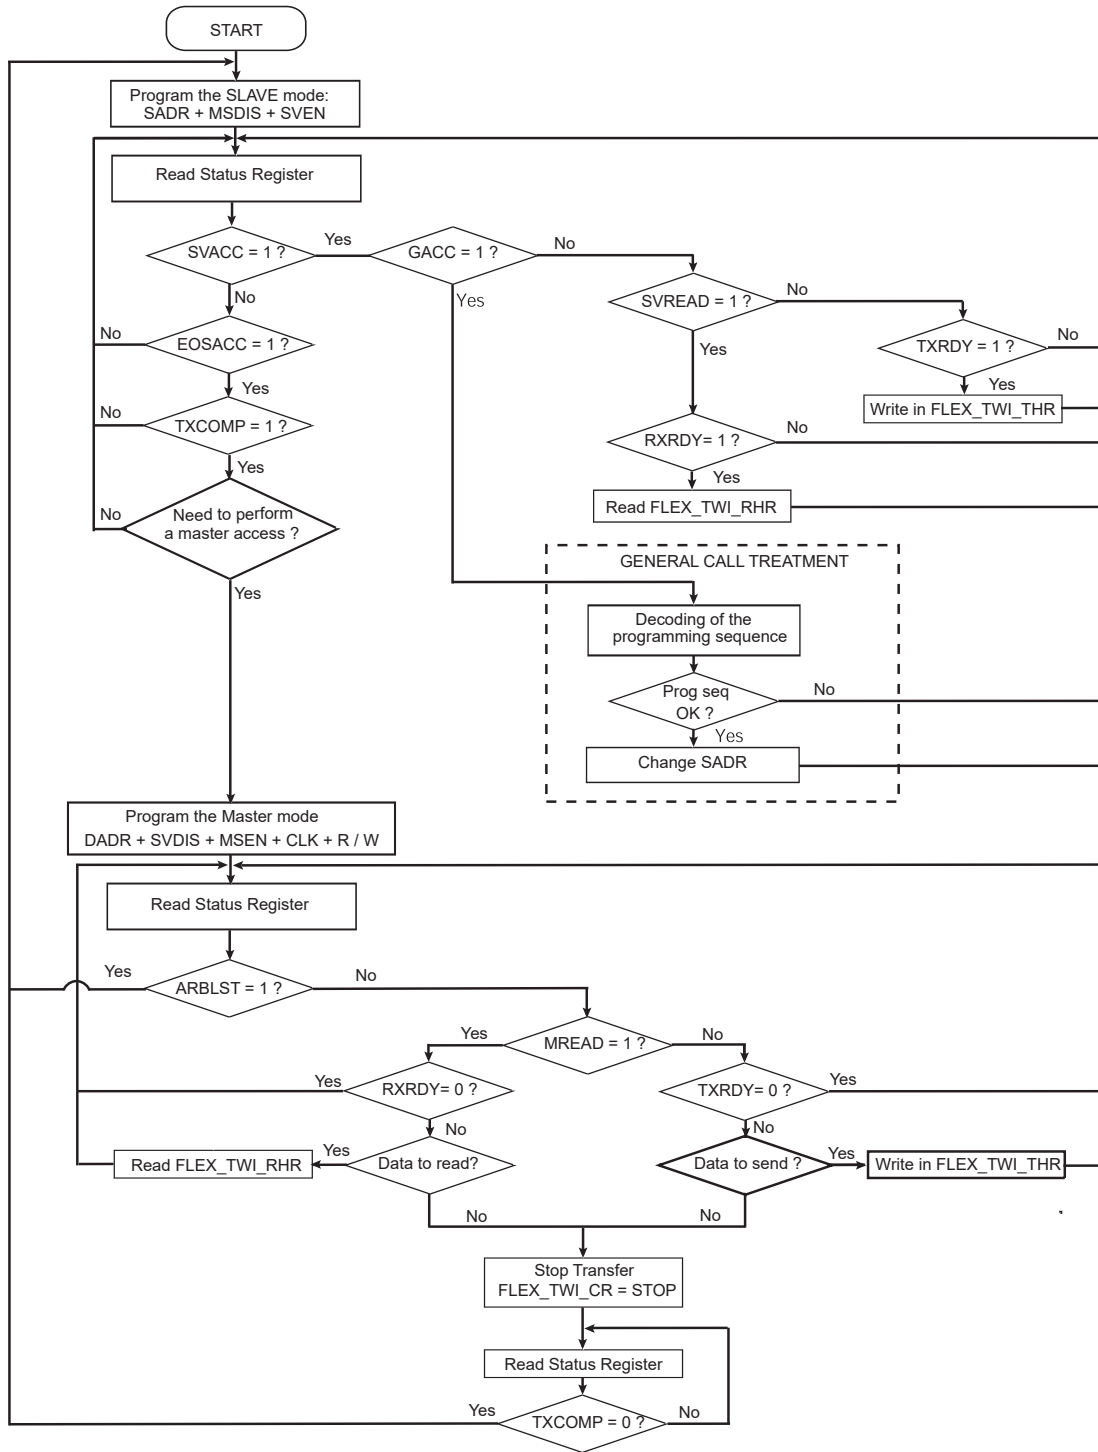 START
Program the SLAVE mode:
SADR + MSDIS + SVEN
Read Status Register
SVACC = 1 ?
Yes
GACC = 1 ?
No
No
Yes
SVREAD = 1 ?
No
Yes
No
EOSACC = 1 ?
Yes
TXRDY = 1 ?
No
Yes
Write in FLEX_TWI_THR
No
TXCOMP = 1 ?
Yes
RXRDY= 1 ?
No
Yes
Read FLEX_TWI_RHR
No
Need to perform
a master access ?
Yes
GENERAL CALL TREATMENT
Decoding of the
programming sequence
Prog seq
OK ?
No
Yes
Change SADR
Program the Master mode
DADR + SVDIS + MSEN + CLK + R / W
Read Status Register
Yes
ARBLST = 1 ?
No
Yes
MREAD = 1 ?
No
Yes
RXRDY= 0 ?
No
TXRDY= 0 ?
Yes
No
Read FLEX_TWI_RHR
Yes
Data to read?
No
Data to send ?
Yes
Write in FLEX_TWI_THR
No
Stop Transfer
FLEX_TWI_CR = STOP
Read Status Register
Yes
TXCOMP = 0 ?
No